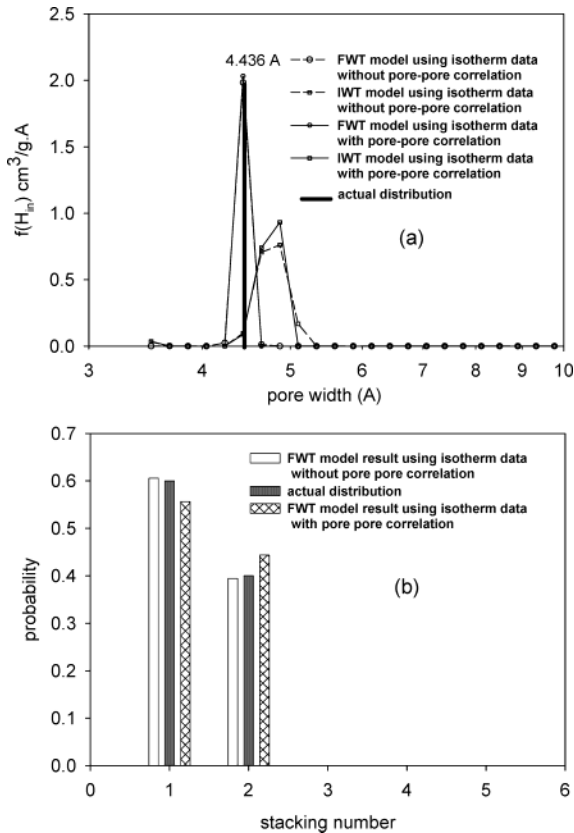 (a)
4.436 A
FWT model using isotherm data
without pore-pore correlation
IWT model using isotherm data
without pore-pore correlation
FWT model using isotherm data
with pore-pore correlation
IWT model using isotherm data
with pore-pore correlation
actual distribution
f(H_in) cm³/g.A
2.5
2.0
1.5
1.0
0.5
0.0
3 4 5 6 7 8 9 10
pore width (A)
FWT model result using isotherm data
without pore pore correlation
actual distribution
FWT model result using isotherm data
with pore pore correlation
(b)
probability
0.7
0.6
0.5
0.4
0.3
0.2
0.1
0.0
0 1 2 3 4 5 6
stacking number